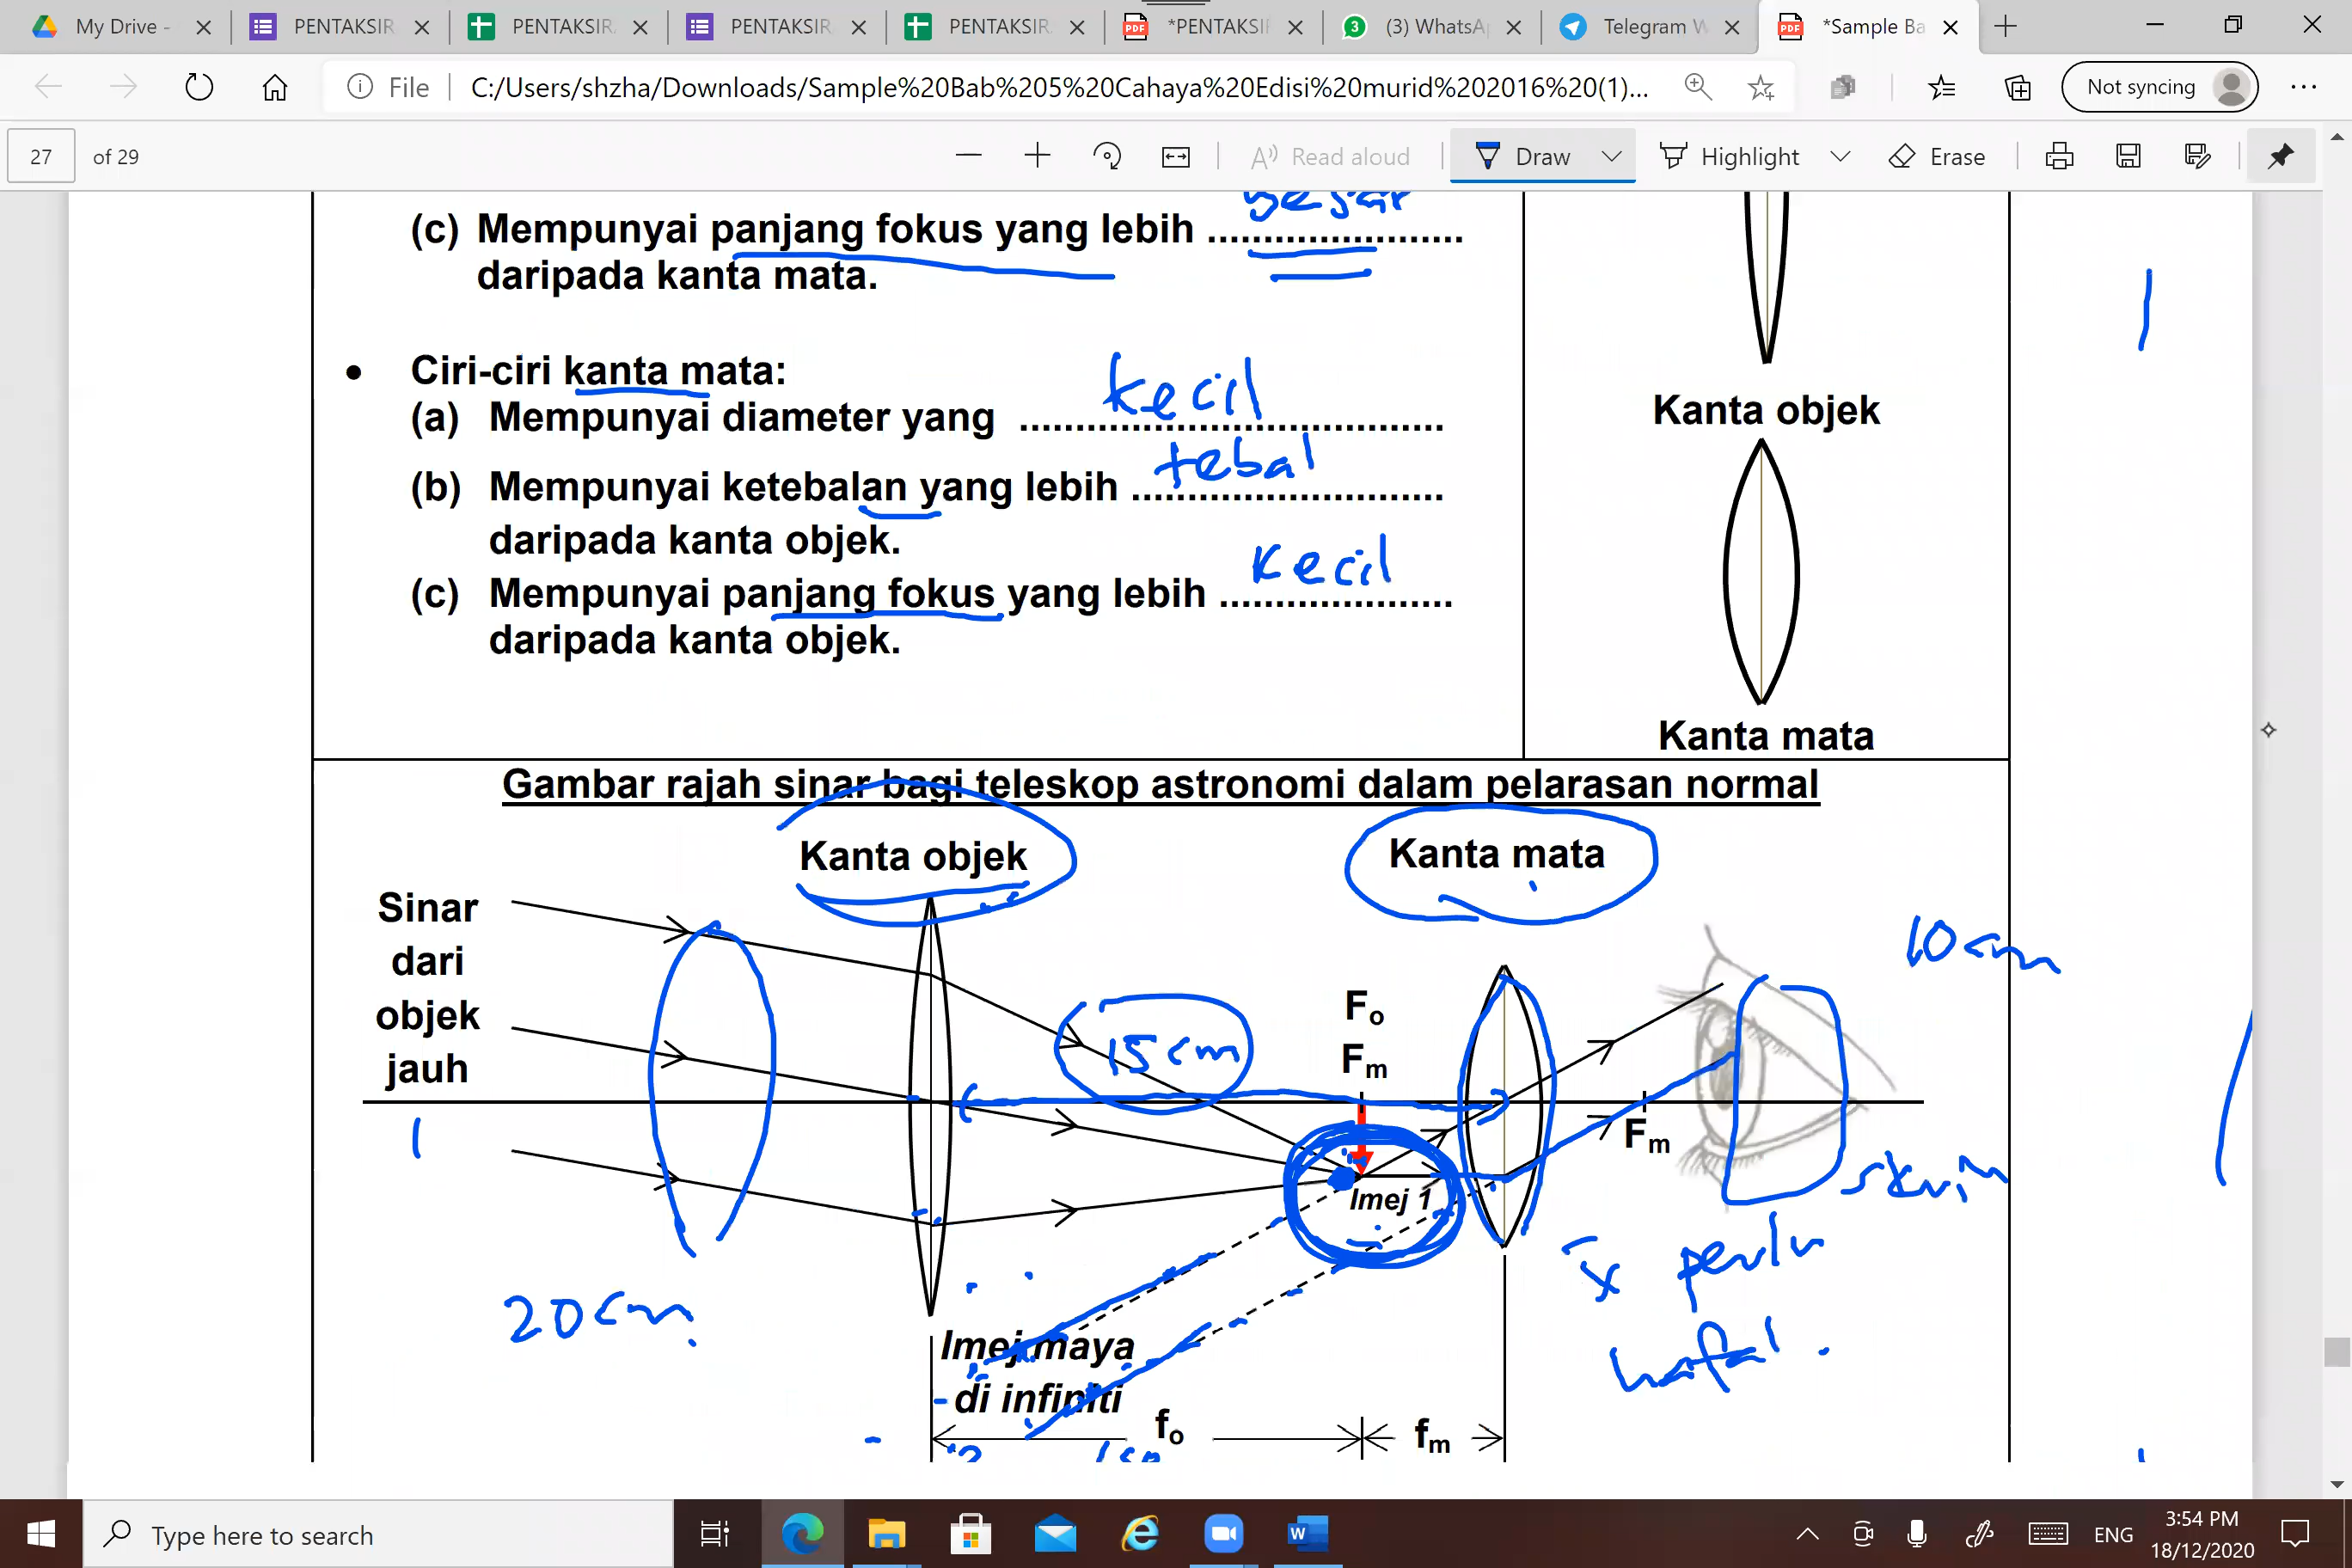 My Drive -
PENTAKSIR
PENTAKSIR
PENTAKSIR
PENTAKSIR
*PENTAKSI
(3) WhatsA
Telegram W
*Sample Ba
File
C:/Users/shzha/Downloads/Sample%20Bab%205%20Cahaya%20Edisi%20murid%202016%20(1)...
Not syncing
27 of 29
Read aloud
Draw
Highlight
Erase
besar
(c) Mempunyai panjang fokus yang lebih ......................
daripada kanta mata.
• Ciri-ciri kanta mata:
kecil
(a) Mempunyai diameter yang ......................................
tebal
(b) Mempunyai ketebalan yang lebih ............................
daripada kanta objek.
kecil
(c) Mempunyai panjang fokus yang lebih .....................
daripada kanta objek.
Kanta objek
Kanta mata
Gambar rajah sinar bagi teleskop astronomi dalam pelarasan normal
Kanta objek
Kanta mata
Sinar
dari
objek
jauh
10 cm
15 cm
Fo
Fm
Fm
Imej 1
skrin
x perlu
hafal.
20 cm
Imej maya
di infiniti
fo
fm
Type here to search
ENG
3:54 PM
18/12/2020